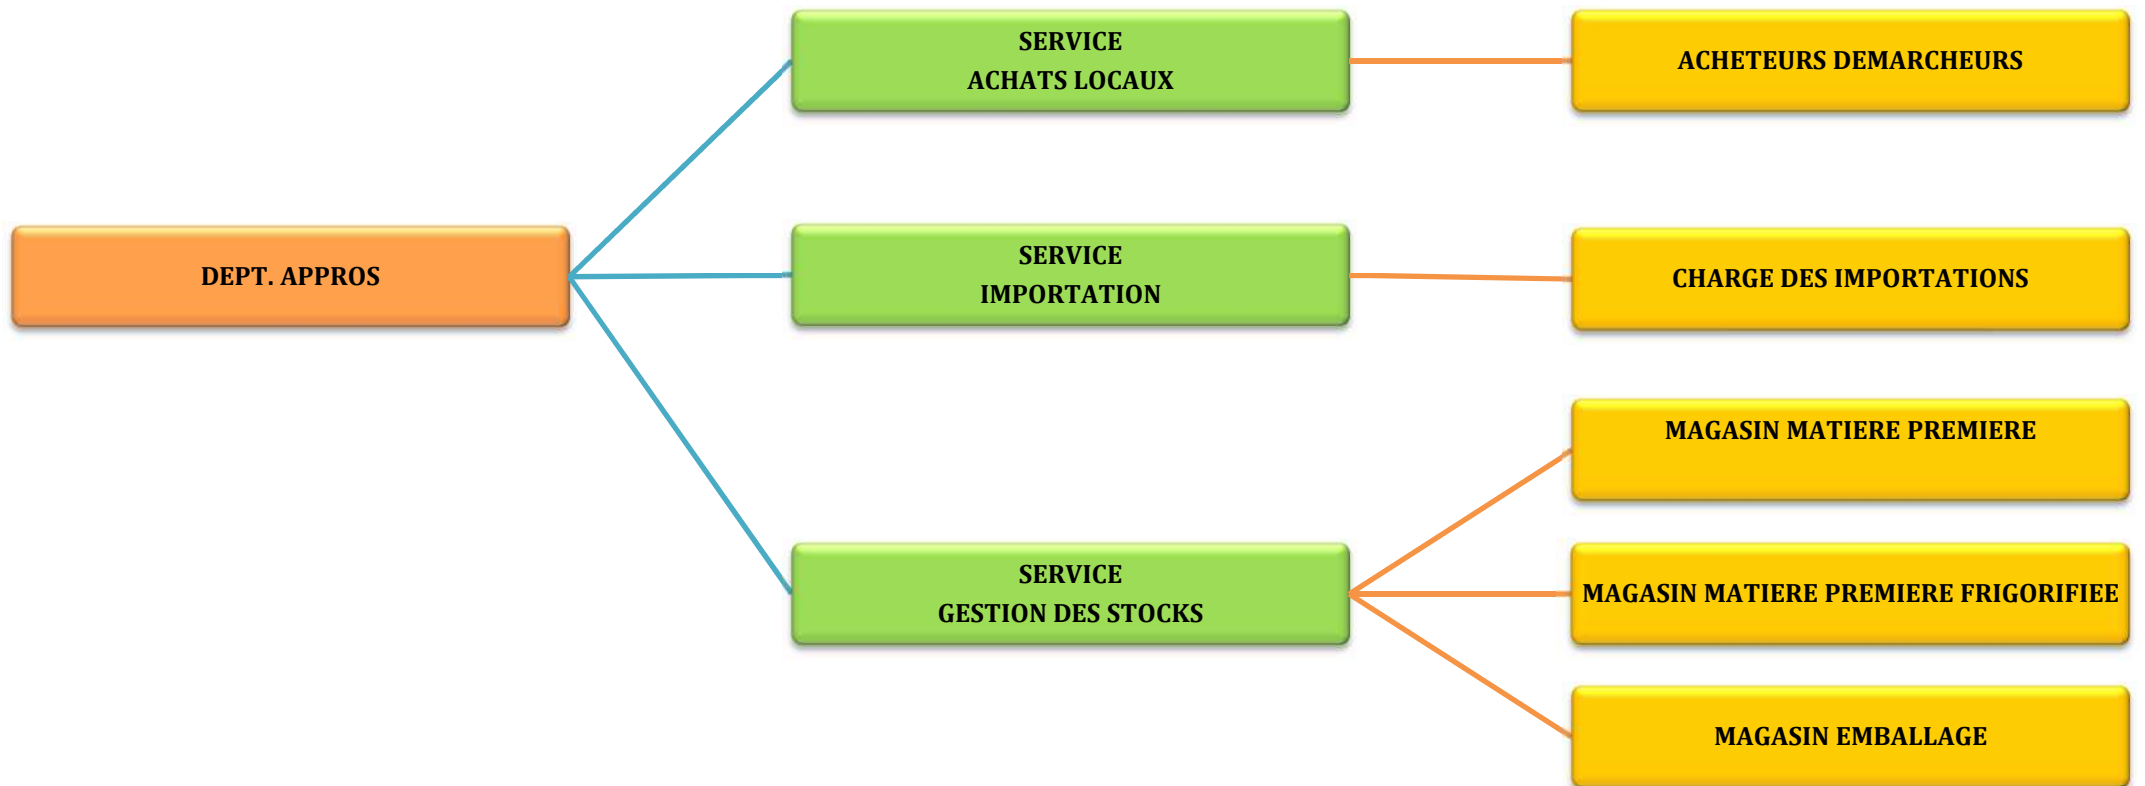 SERVICE
ACHATS LOCAUX
ACHETEURS DEMARCHEURS
DEPT. APPROS
SERVICE
IMPORTATION
CHARGE DES IMPORTATIONS
MAGASIN MATIERE PREMIERE
SERVICE
GESTION DES STOCKS
MAGASIN MATIERE PREMIERE FRIGORIFIEE
MAGASIN EMBALLAGE